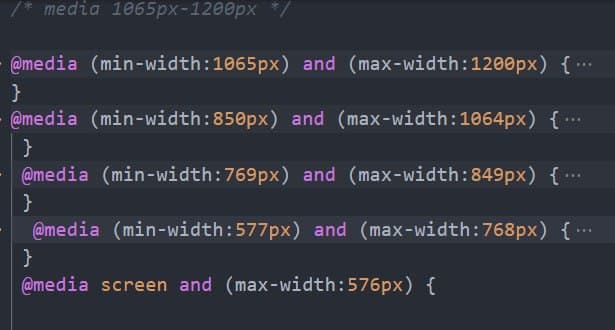 /* media 1065px-1200px */
@media (min-width:1065px) and (max-width:1200px) {···
}
@media (min-width:850px) and (max-width:1064px) {···
}
@media (min-width:769px) and (max-width:849px) {···
}
@media (min-width:577px) and (max-width:768px) {···
}
@media screen and (max-width:576px) {